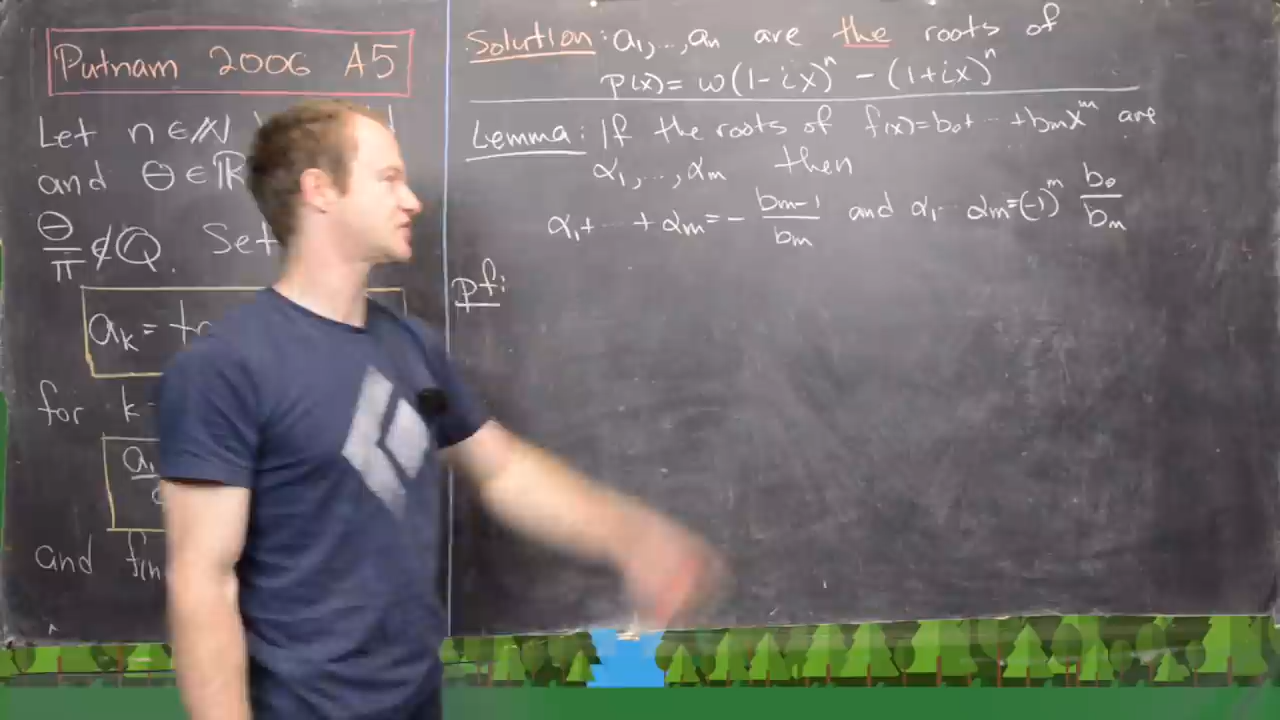 Putnam 2006 A5
Let n ∈ ℕ
and θ ∈ ℝ
θ/π ∉ ℚ. Set
a_k =
for k
a_1
and
Solution: a_1,...,a_n are the roots of
p(x) = w(1-ix)^n - (1+ix)^n
Lemma: If the roots of f(x)=b_0+···+b_mx^m are
α_1,...,α_m then
α_1+···+α_m = - b_{m-1}/b_m and α_1···α_m=(-1)^m b_0/b_m
pf: